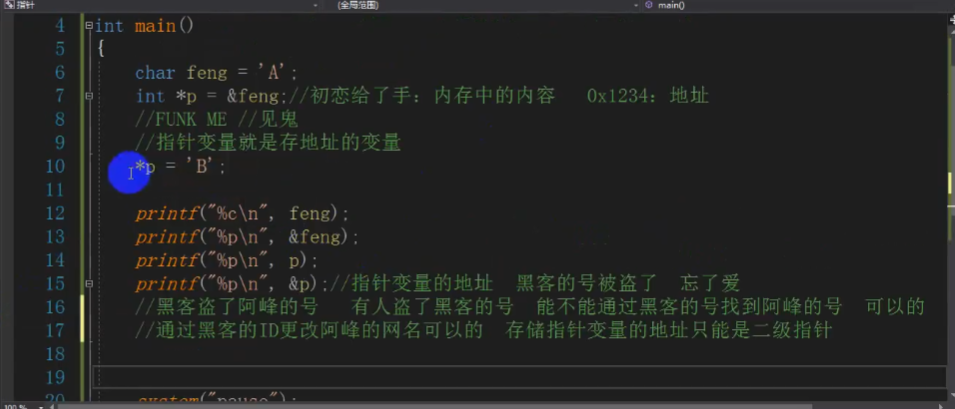 指针 (全局范围) main()
4 int main()
5 {
6 char feng = 'A';
7 int *p = &feng;//初恋给了手：内存中的内容 0x1234：地址
8 //FUNK ME //见鬼
9 //指针变量就是存地址的变量
10 *p = 'B';
11
12 printf("%c\n", feng);
13 printf("%p\n", &feng);
14 printf("%p\n", p);
15 printf("%p\n", &p);//指针变量的地址 黑客的号被盗了 忘了爱
16 //黑客盗了阿峰的号 有人盗了黑客的号 能不能通过黑客的号找到阿峰的号 可以的
17 //通过黑客的ID更改阿峰的网名可以的 存储指针变量的地址只能是二级指针
18
19
20 system("pause");
100 %